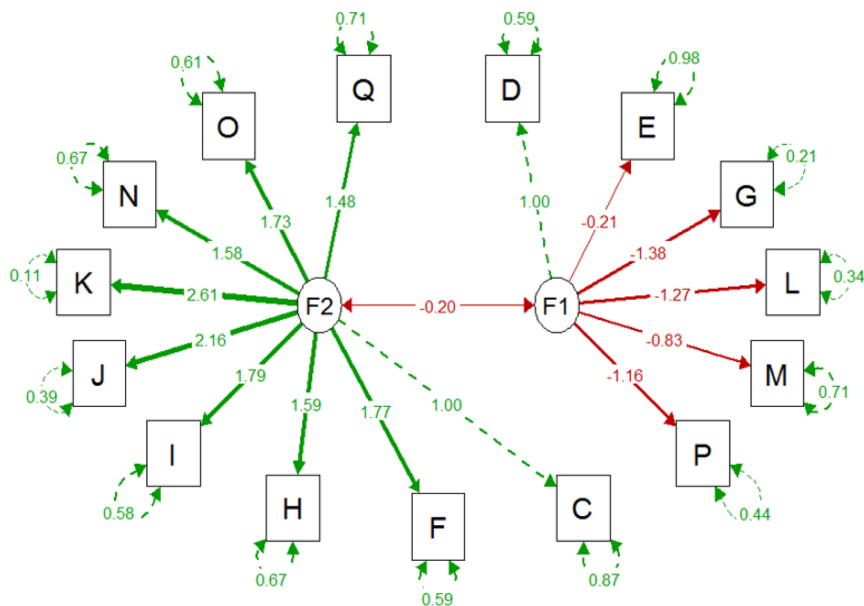 0.71
0.59
0.61
Q
D
0.98
O
E
0.67
0.21
N
G
1.73
1.48
1.00
-0.21
1.58
-1.38
0.11
K
2.61
F2
-0.20
F1
-1.27
L
0.34
J
2.16
-0.83
M
0.39
1.79
1.59
1.77
1.00
-1.16
0.71
I
P
0.58
H
F
C
0.44
0.67
0.59
0.87